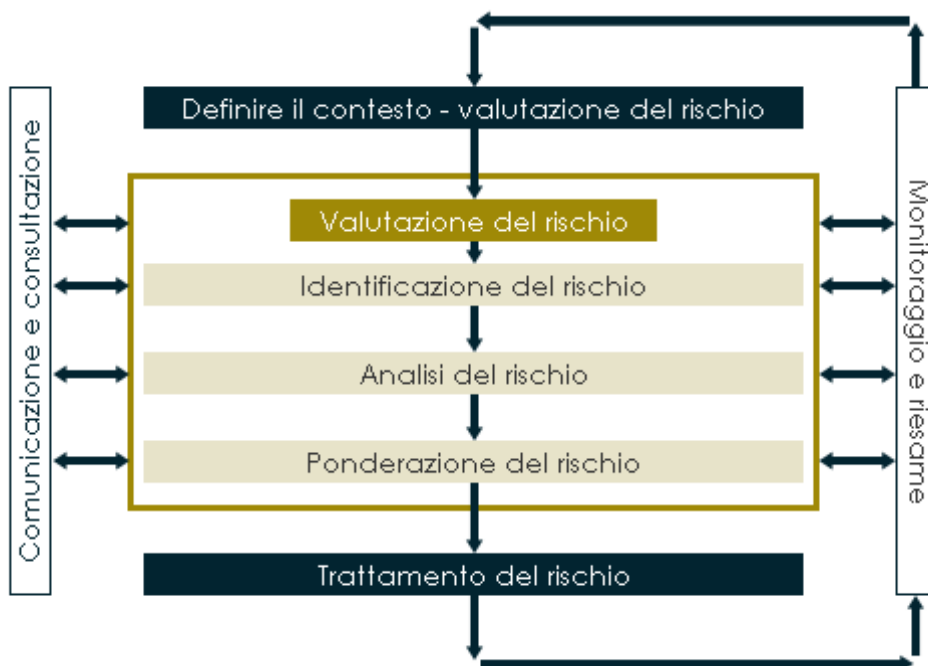 Definire il contesto - valutazione del rischio
Comunicazione e consultazione
Valutazione del rischio
Identificazione del rischio
Analisi del rischio
Ponderazione del rischio
Monitoraggio e riesame
Trattamento del rischio